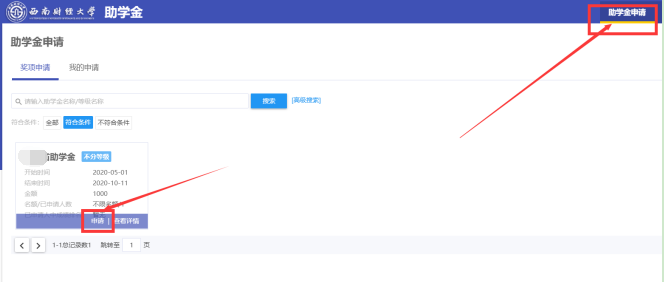 西南财经大学 助学金
助学金申请
助学金申请
奖项申请 我的申请
请输入助学金名称/等级名称 搜索 [高级搜索]
符合条件: 全部 符合条件 不符合条件
助学金 不分等级
开始时间 2020-05-01
结束时间 2020-10-11
金额 1000
名额/已申请人数 不限名额/
申请 | 查看详情
1-1总记录数1 跳转至 1 页